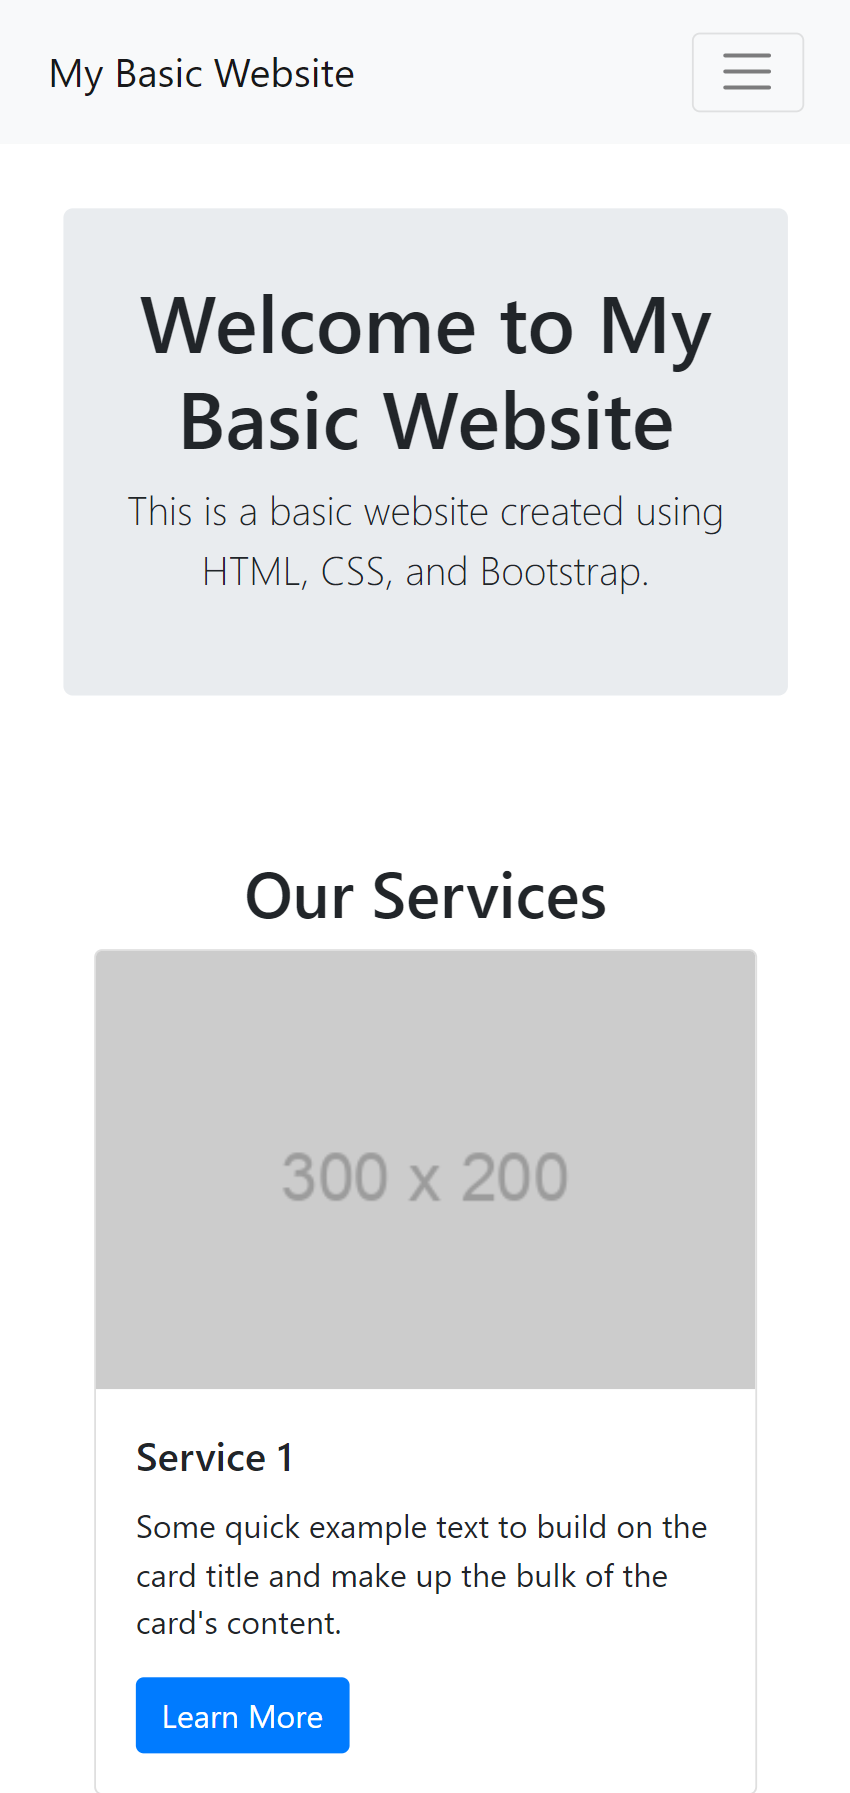 My Basic Website
Welcome to My
Basic Website
This is a basic website created using
HTML, CSS, and Bootstrap.
Our Services
300 x 200
Service 1
Some quick example text to build on the
card title and make up the bulk of the
card's content.
Learn More